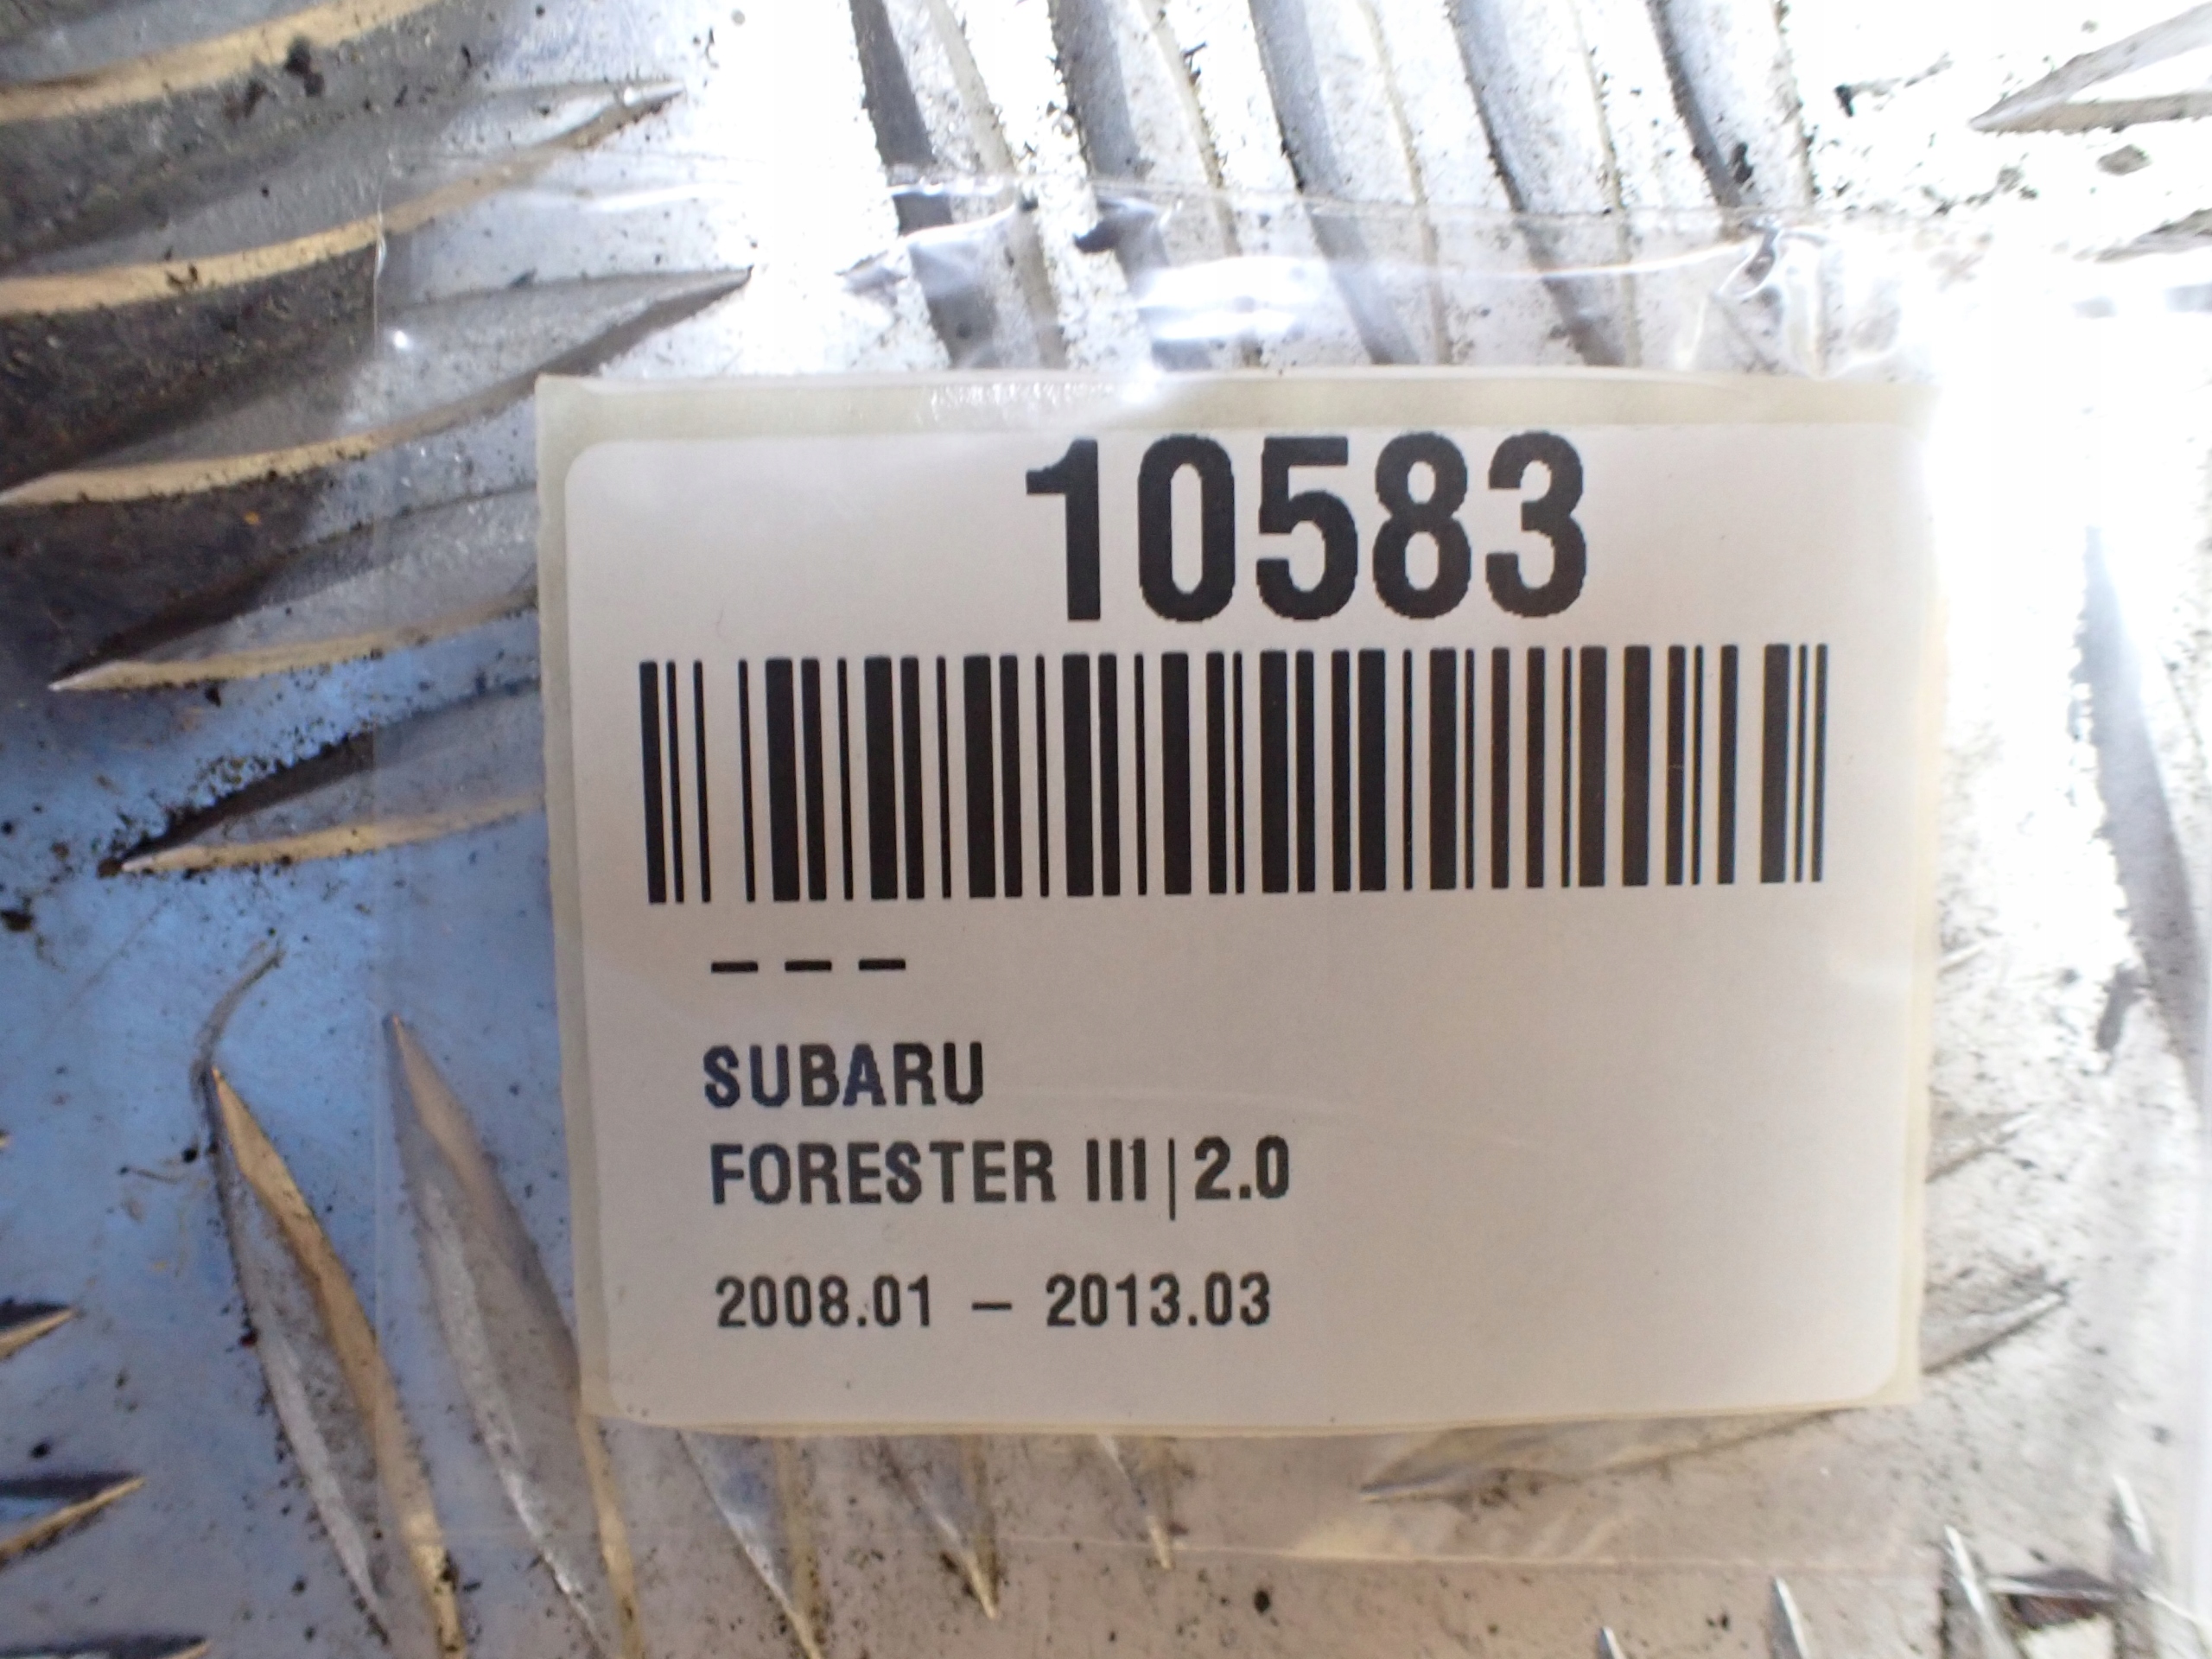 10583
– – –
SUBARU
FORESTER III|2.0
2008.01 – 2013.03